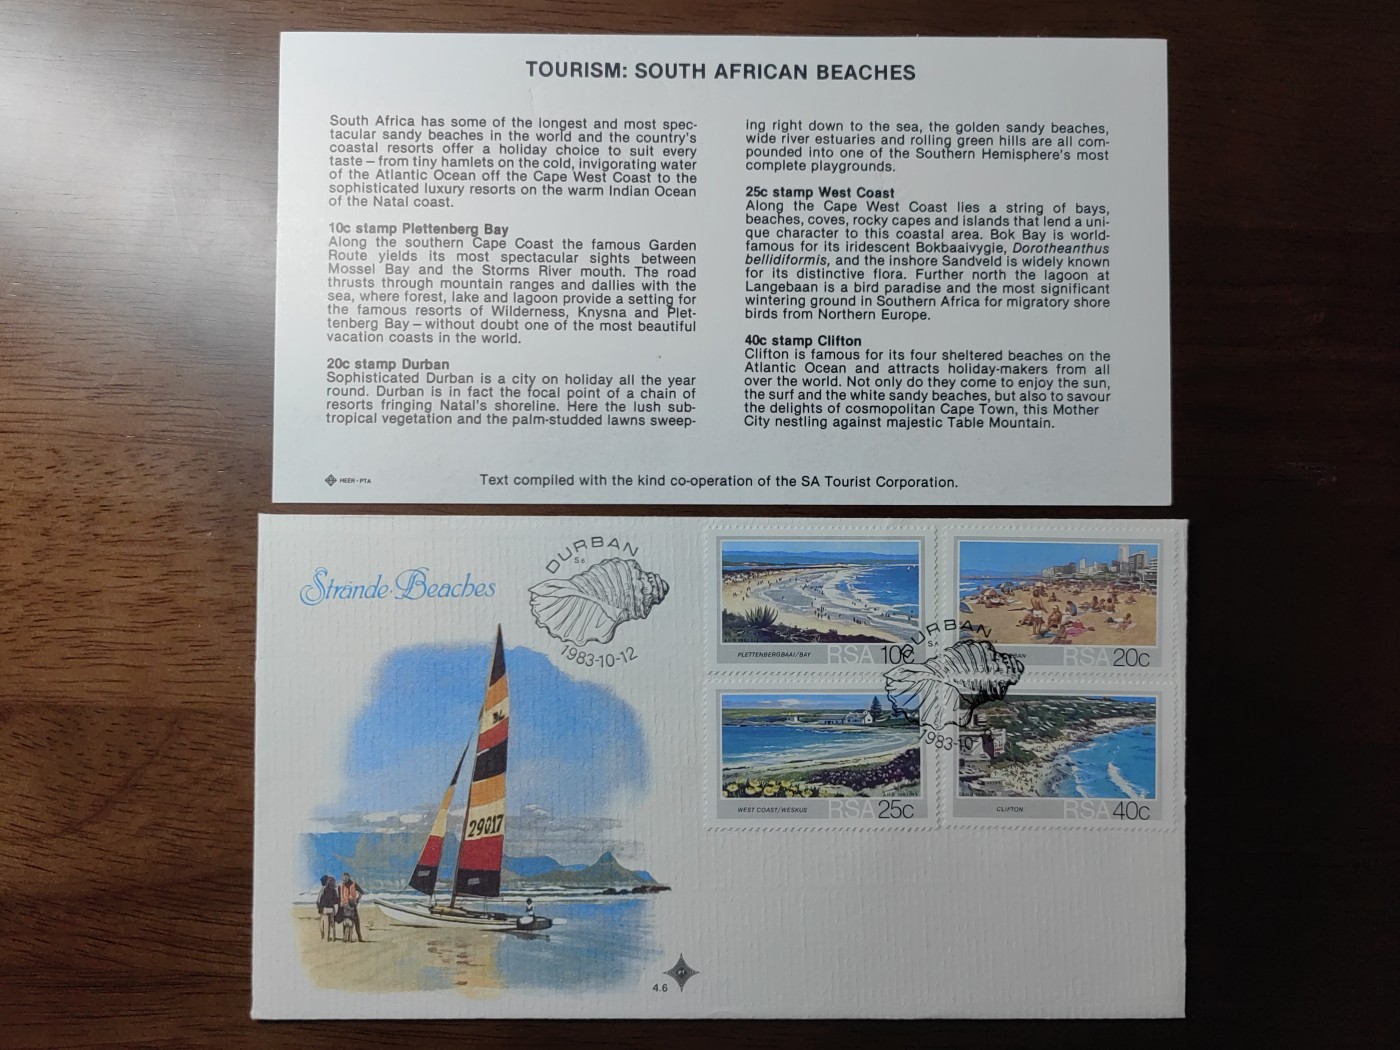 TOURISM: SOUTH AFRICAN BEACHES
South Africa has some of the longest and most spec-
tacular sandy beaches in the world and the country's
coastal resorts offer a holiday choice to suit every
taste – from tiny hamlets on the cold, invigorating water
of the Atlantic Ocean off the Cape West Coast to the
sophisticated luxury resorts on the warm Indian Ocean
of the Natal coast.
10c stamp Plettenberg Bay
Along the southern Cape Coast the famous Garden
Route yields its most spectacular sights between
Mossel Bay and the Storms River mouth. The road
thrusts through mountain ranges and dallies with the
sea, where forest, lake and lagoon provide a setting for
the famous resorts of Wilderness, Knysna and Plet-
tenberg Bay – without doubt one of the most beautiful
vacation coasts in the world.
20c stamp Durban
Sophisticated Durban is a city on holiday all the year
round. Durban is in fact the focal point of a chain of
resorts fringing Natal's shoreline. Here the lush sub-
tropical vegetation and the palm-studded lawns sweep-
ing right down to the sea, the golden sandy beaches,
wide river estuaries and rolling green hills are all com-
pounded into one of the Southern Hemisphere's most
complete playgrounds.
25c stamp West Coast
Along the Cape West Coast lies a string of bays,
beaches, coves, rocky capes and islands that lend a uni-
que character to this coastal area. Bok Bay is world-
famous for its iridescent Bokbaaivygie, Dorotheanthus
bellidiformis, and the inshore Sandveld is widely known
for its distinctive flora. Further north the lagoon at
Langebaan is a bird paradise and the most significant
wintering ground in Southern Africa for migratory shore
birds from Northern Europe.
40c stamp Clifton
Clifton is famous for its four sheltered beaches on the
Atlantic Ocean and attracts holiday-makers from all
over the world. Not only do they come to enjoy the sun,
the surf and the white sandy beaches, but also to savour
the delights of cosmopolitan Cape Town, this Mother
City nestling against majestic Table Mountain.
HEER · PTA
Text compiled with the kind co-operation of the SA Tourist Corporation.
Strände · Beaches
DURBAN
S.6
1983-10-12
PLETTENBERGBAAI/BAY
RSA 10c
RSA 20c
DURBAN
1983-10
WEST COAST/WESKUS
RSA 25c
CLIFTON
RSA 40c
29017
4.6